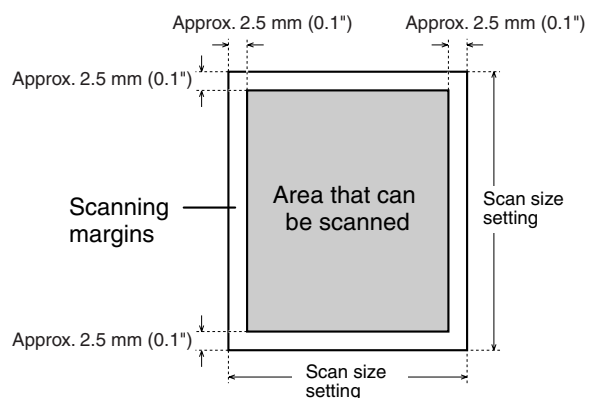 Approx. 2.5 mm (0.1")
Approx. 2.5 mm (0.1")
Approx. 2.5 mm (0.1")
Area that can
be scanned
Scanning
margins
Scan size
setting
Approx. 2.5 mm (0.1")
Scan size
setting